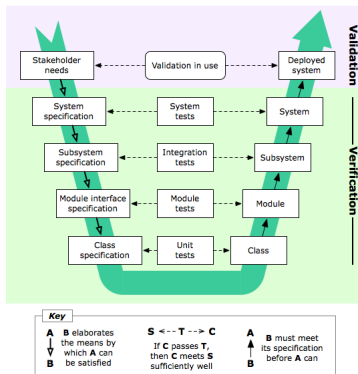 Stakeholder
needs
Validation in use
Deployed
system
Validation
System
specification
System
tests
System
Subsystem
specification
Integration
tests
Subsystem
Verification
Module interface
specification
Module
tests
Module
Class
specification
Unit
tests
Class
Key
A
B
B elaborates
the means by
which A can
be satisfied
S T C
If C passes T,
then C meets S
sufficiently well
A
B
B must meet
its specification
before A can